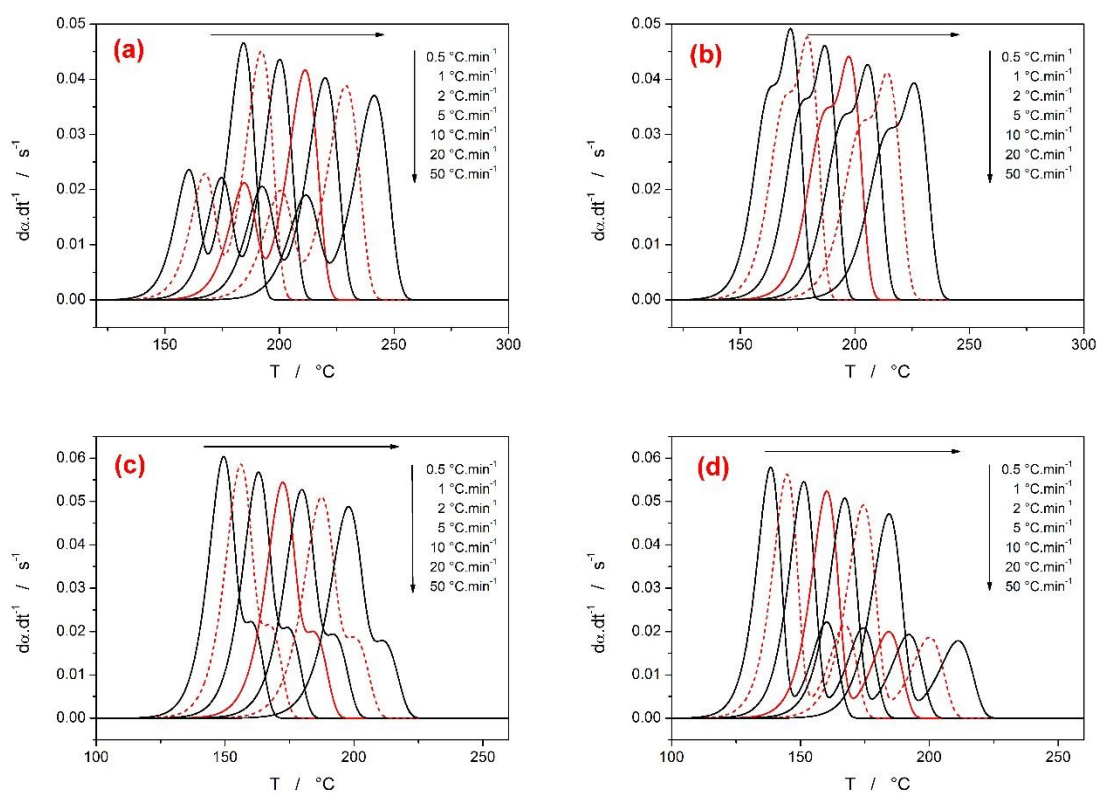 (a)
0.05
0.04
0.03
0.02
0.01
0.00
dα.dt⁻¹ / s⁻¹
0.5 °C.min⁻¹
1 °C.min⁻¹
2 °C.min⁻¹
5 °C.min⁻¹
10 °C.min⁻¹
20 °C.min⁻¹
50 °C.min⁻¹
150 200 250 300
T / °C
(b)
0.05
0.04
0.03
0.02
0.01
0.00
dα.dt⁻¹ / s⁻¹
0.5 °C.min⁻¹
1 °C.min⁻¹
2 °C.min⁻¹
5 °C.min⁻¹
10 °C.min⁻¹
20 °C.min⁻¹
50 °C.min⁻¹
150 200 250 300
T / °C
(c)
0.06
0.05
0.04
0.03
0.02
0.01
0.00
dα.dt⁻¹ / s⁻¹
0.5 °C.min⁻¹
1 °C.min⁻¹
2 °C.min⁻¹
5 °C.min⁻¹
10 °C.min⁻¹
20 °C.min⁻¹
50 °C.min⁻¹
100 150 200 250
T / °C
(d)
0.06
0.05
0.04
0.03
0.02
0.01
0.00
dα.dt⁻¹ / s⁻¹
0.5 °C.min⁻¹
1 °C.min⁻¹
2 °C.min⁻¹
5 °C.min⁻¹
10 °C.min⁻¹
20 °C.min⁻¹
50 °C.min⁻¹
100 150 200 250
T / °C